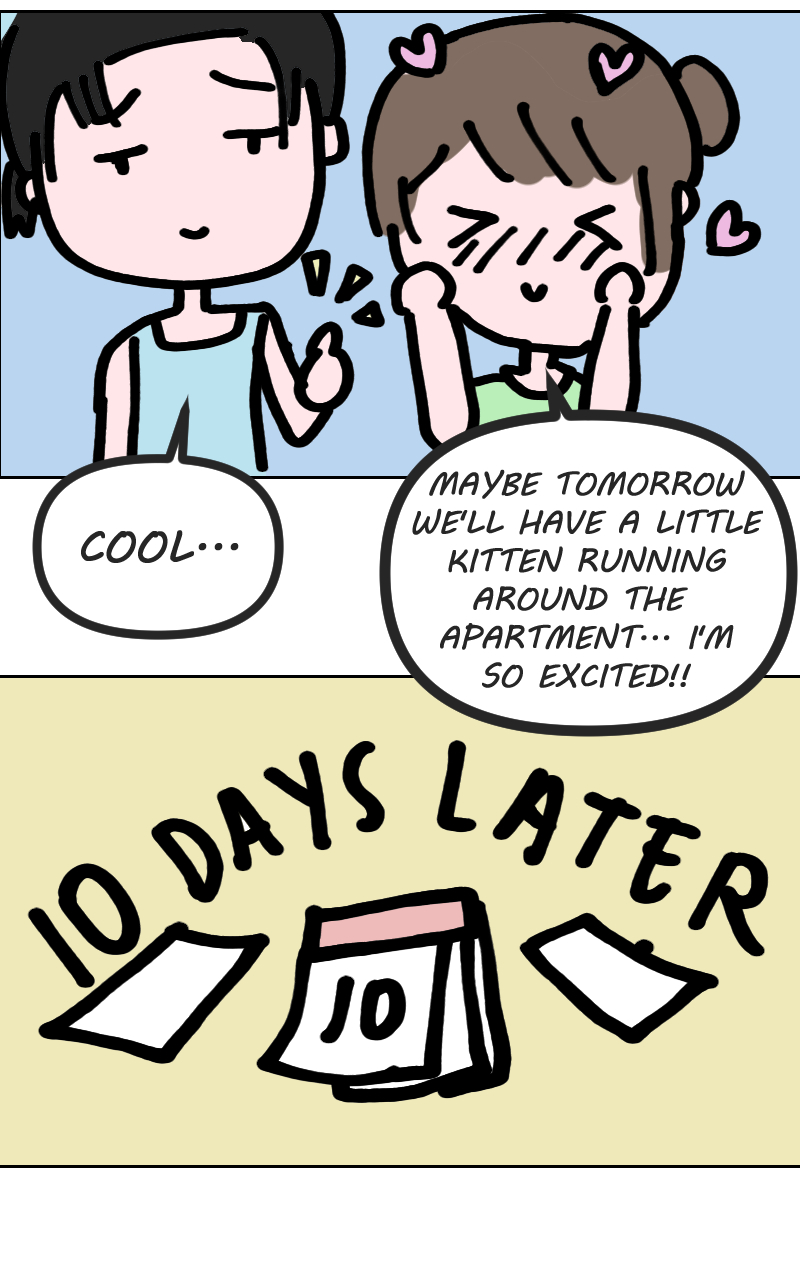 COOL...
MAYBE TOMORROW
WE'LL HAVE A LITTLE
KITTEN RUNNING
AROUND THE
APARTMENT... I'M
SO EXCITED!!
10 DAYS LATER
10